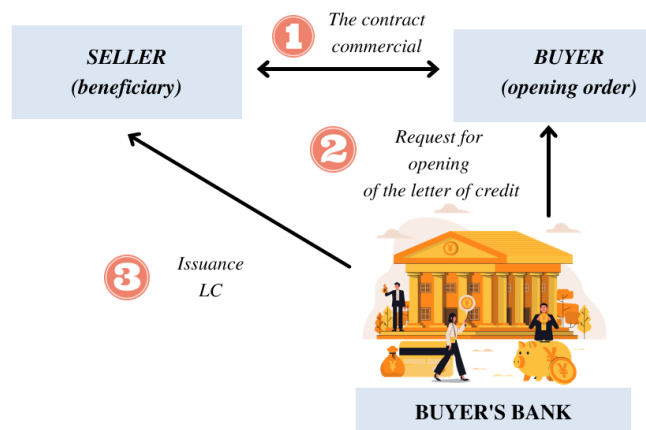 SELLER
(beneficiary)
1
The contract
commercial
BUYER
(opening order)
2
Request for
opening
of the letter of credit
3
Issuance
LC
¥
¥
¥
¥
BUYER'S BANK